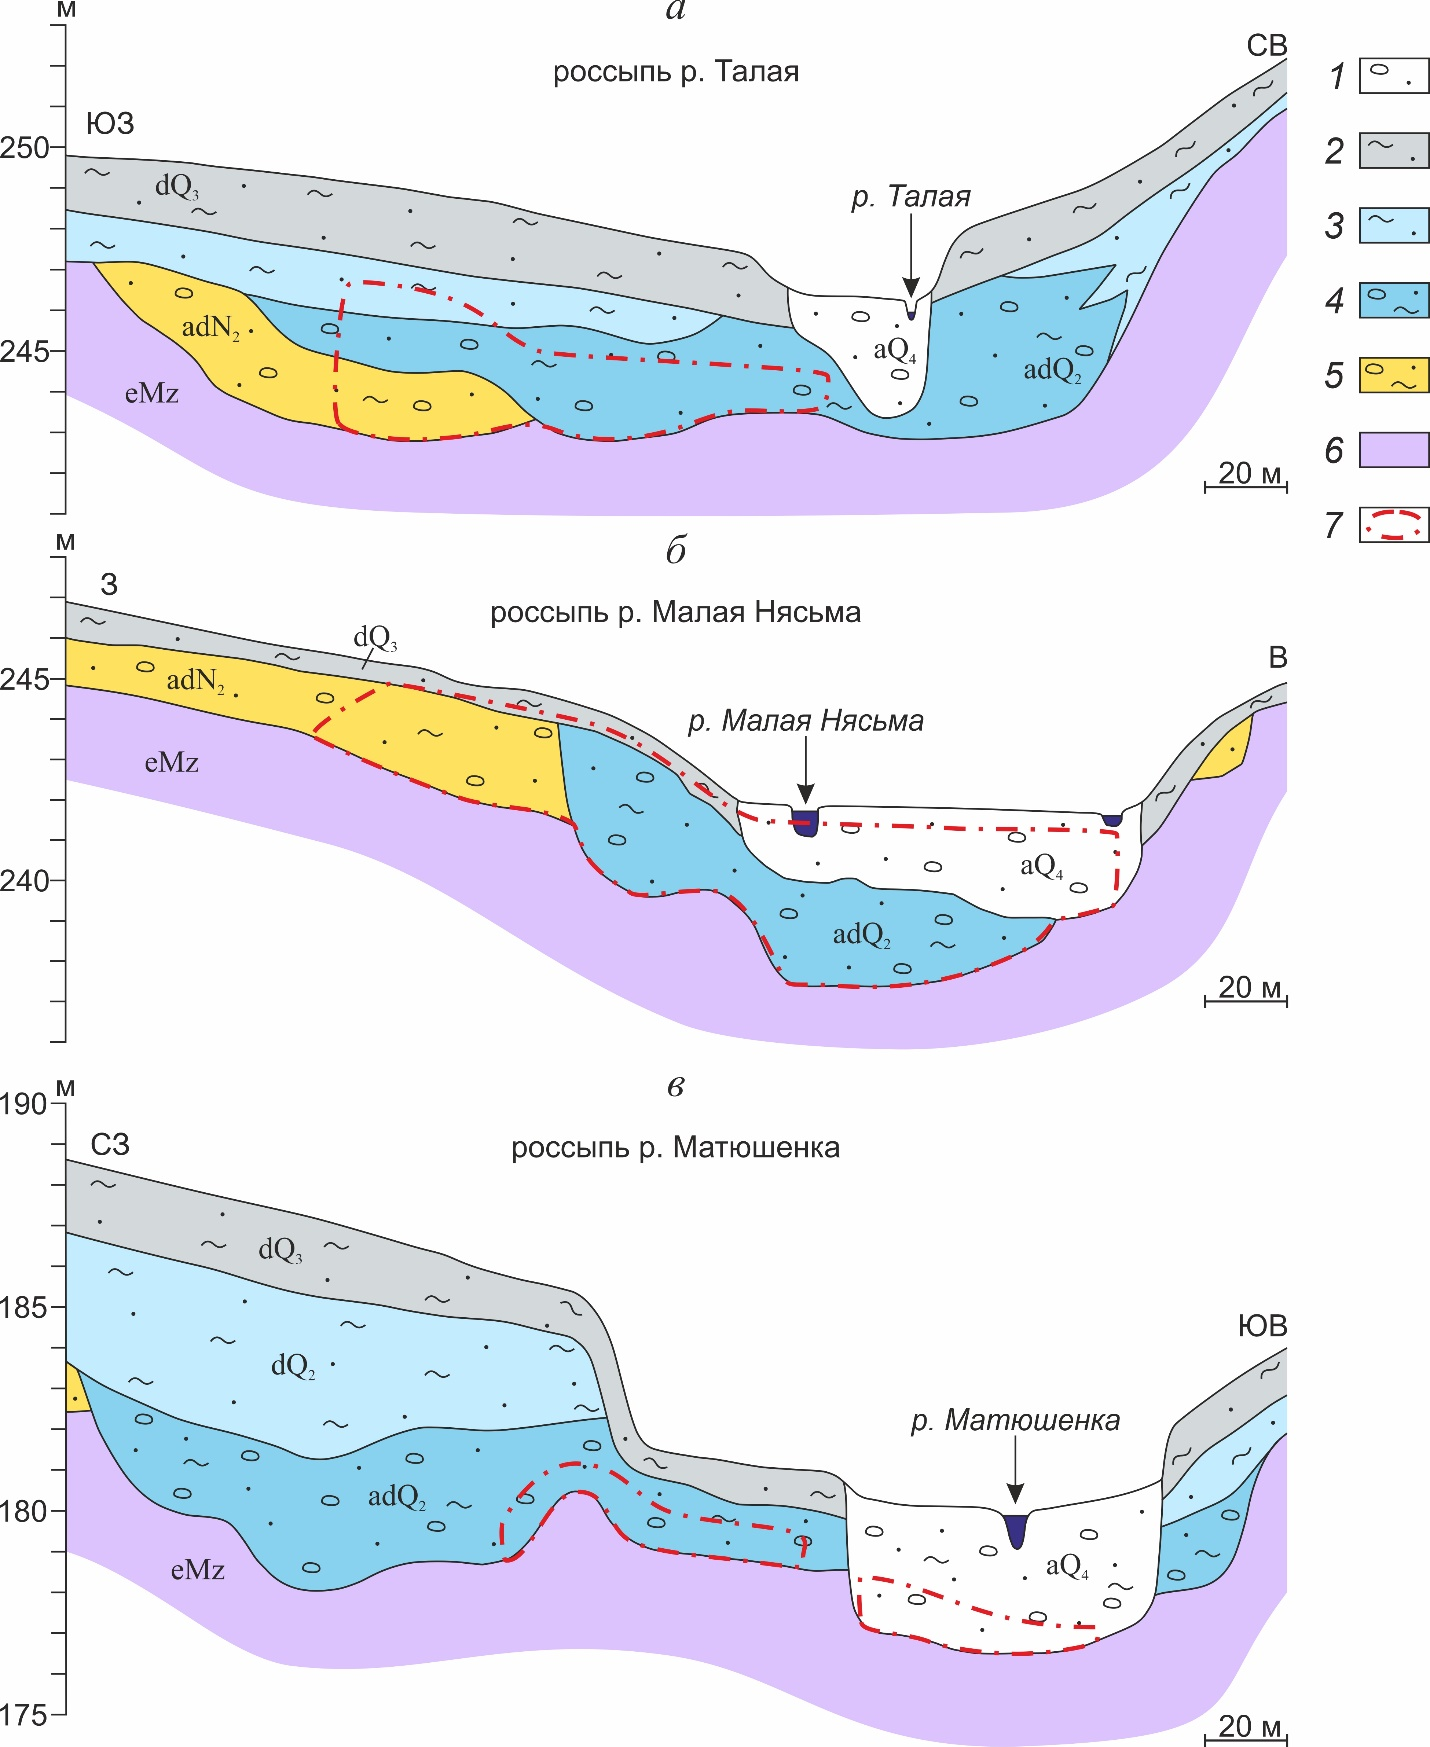 м
а
россыпь р. Талая
СВ
ЮЗ
250
dQ3
р. Талая
adN2
245
aQ4
adQ2
eMz
20 м
1
2
3
4
5
6
7
м
б
З
россыпь р. Малая Нясьма
dQ3
В
245
adN2
р. Малая Нясьма
eMz
240
aQ4
adQ2
20 м
м
в
190
СЗ
россыпь р. Матюшенка
dQ3
185
ЮВ
dQ2
р. Матюшенка
adQ2
180
eMz
aQ4
175
20 м